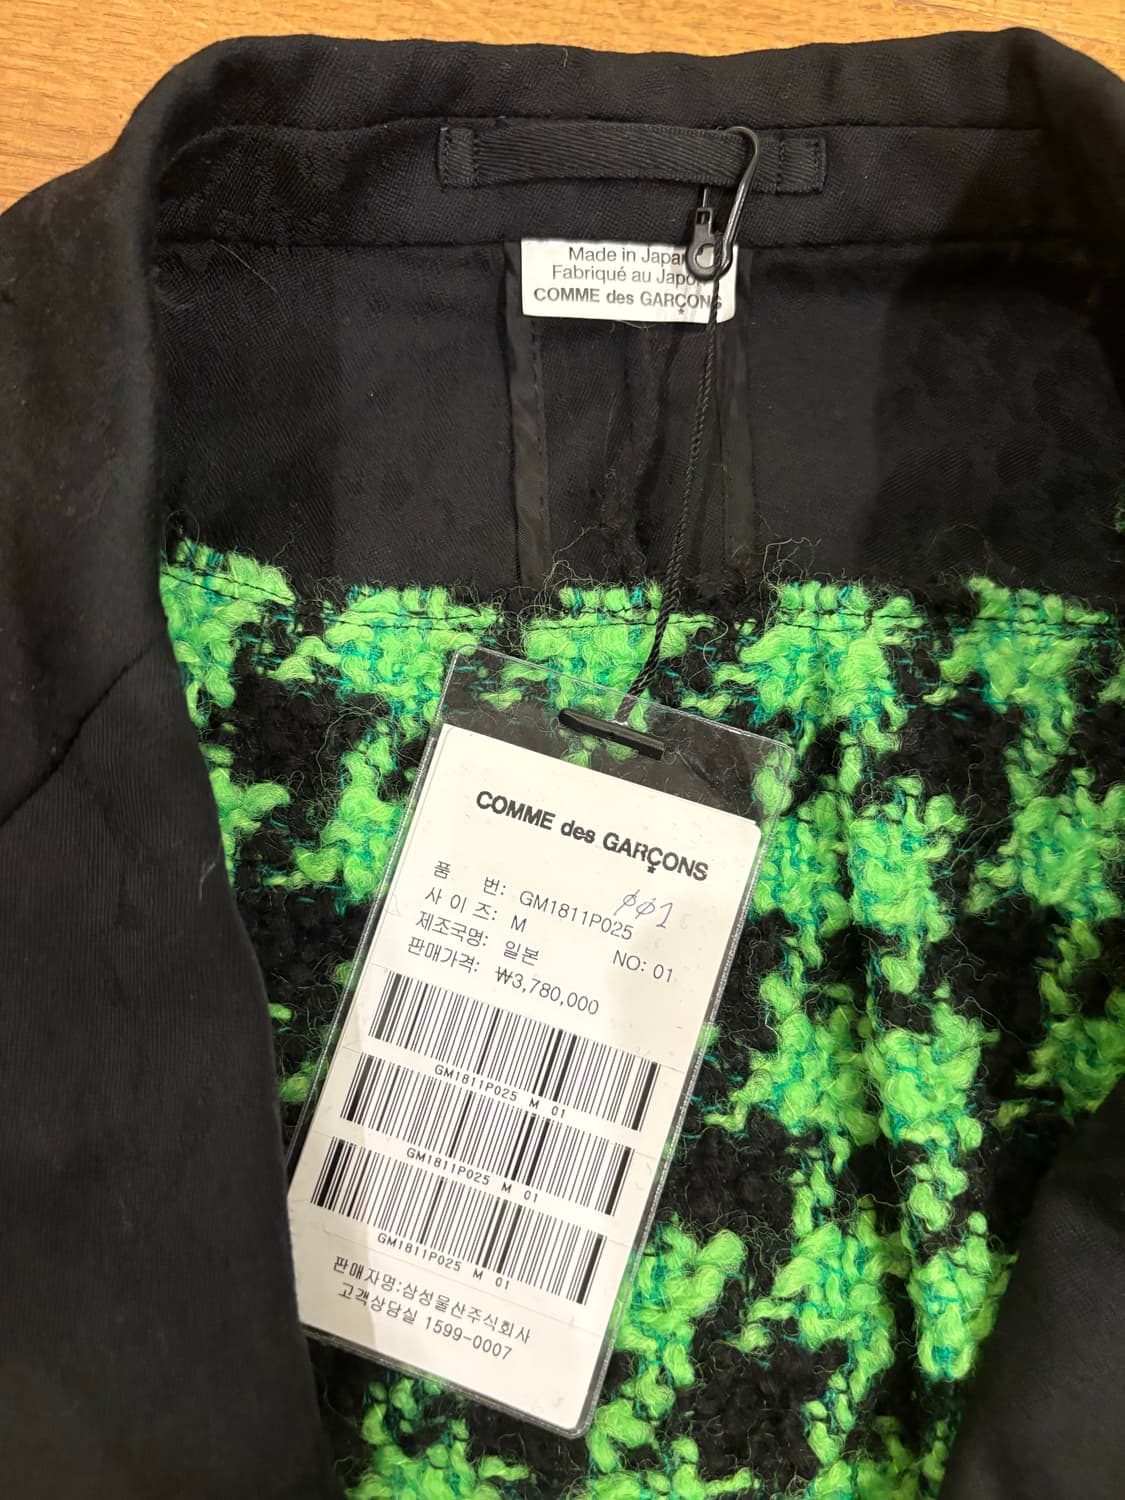 Made in Japan
Fabriqué au Japon
COMME des GARÇONS
COMME des GARÇONS
품 번: GM1811P025 001
사 이 즈: M NO: 01
제조국명: 일본
판매가격: ₩3,780,000
GM1811P025 M 01
GM1811P025 M 01
GM1811P025 M 01
판매자명:삼성물산주식회사
고객상담실 1599-0007